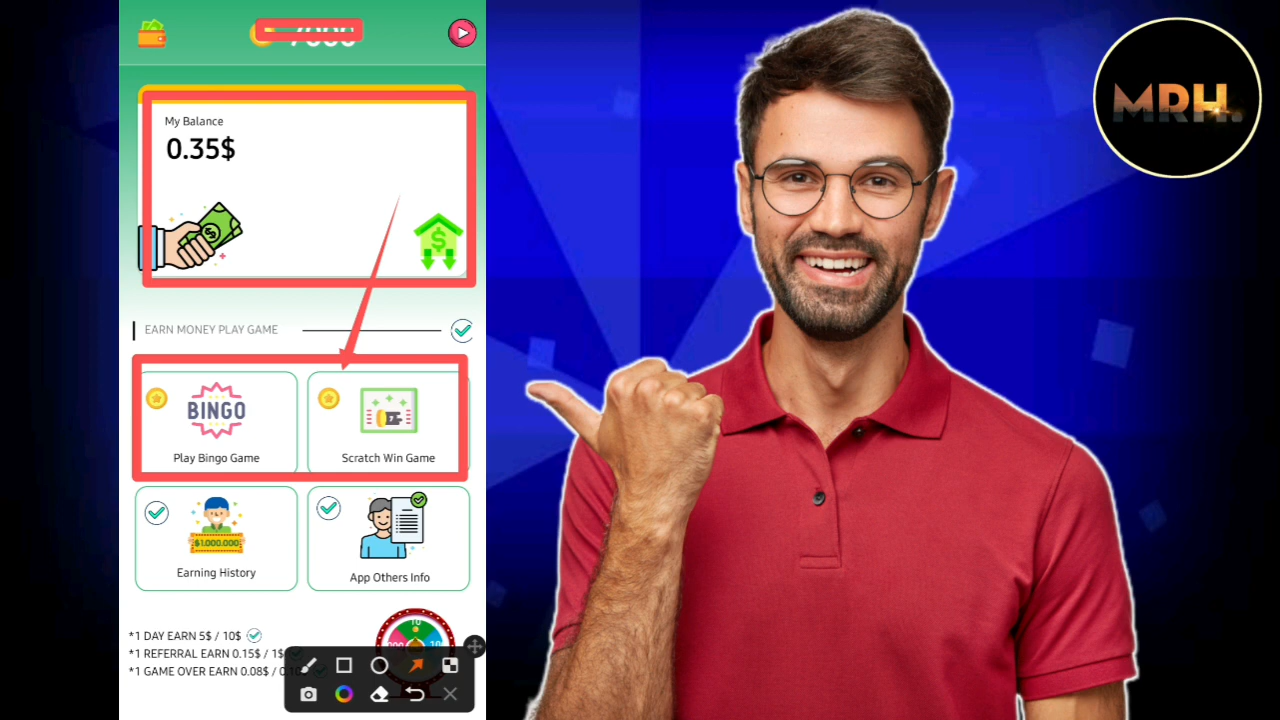 MRH.
My Balance
0.35$
EARN MONEY PLAY GAME
BINGO
Play Bingo Game
Scratch Win Game
$1.000.000
Earning History
App Others Info
*1 DAY EARN 5$ / 10$
*1 REFERRAL EARN 0.15$ / 1$
*1 GAME OVER EARN 0.08$ /
10